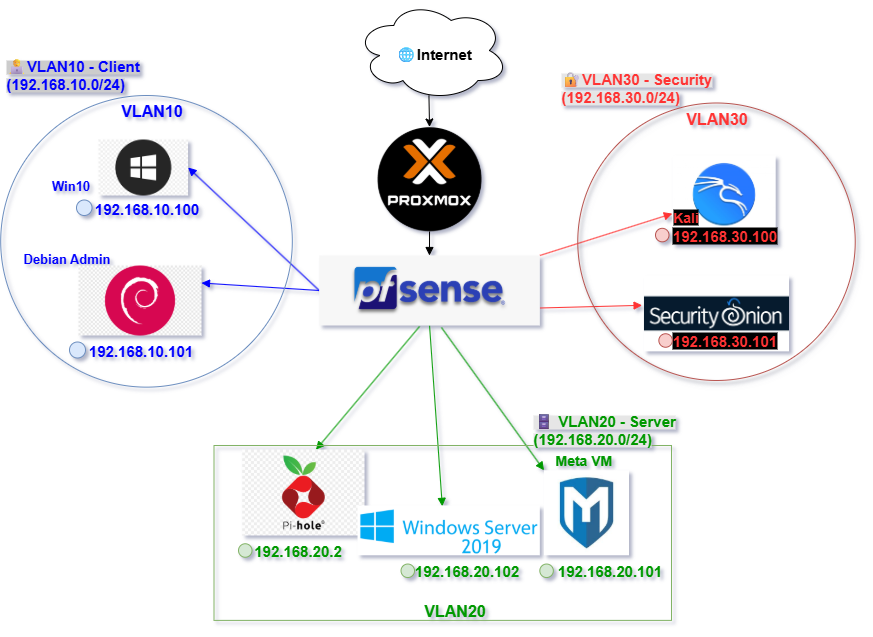 Internet
VLAN10 - Client
(192.168.10.0/24)
VLAN10
Win10
192.168.10.100
Debian Admin
192.168.10.101
PROXMOX
pfsense
VLAN30 - Security
(192.168.30.0/24)
VLAN30
Kali
192.168.30.100
Security Onion
192.168.30.101
VLAN20 - Server
(192.168.20.0/24)
Meta VM
Pi-hole®
192.168.20.2
Windows Server
2019
192.168.20.102
M
192.168.20.101
VLAN20